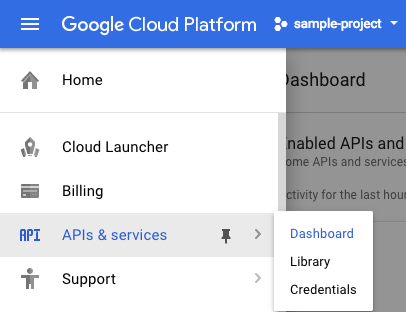 Google Cloud Platform
sample-project
Home
Dashboard
Cloud Launcher
Enabled APIs and
ome APIs and services
Billing
ctivity for the last hour
API
APIs & services
Dashboard
Library
Credentials
Support